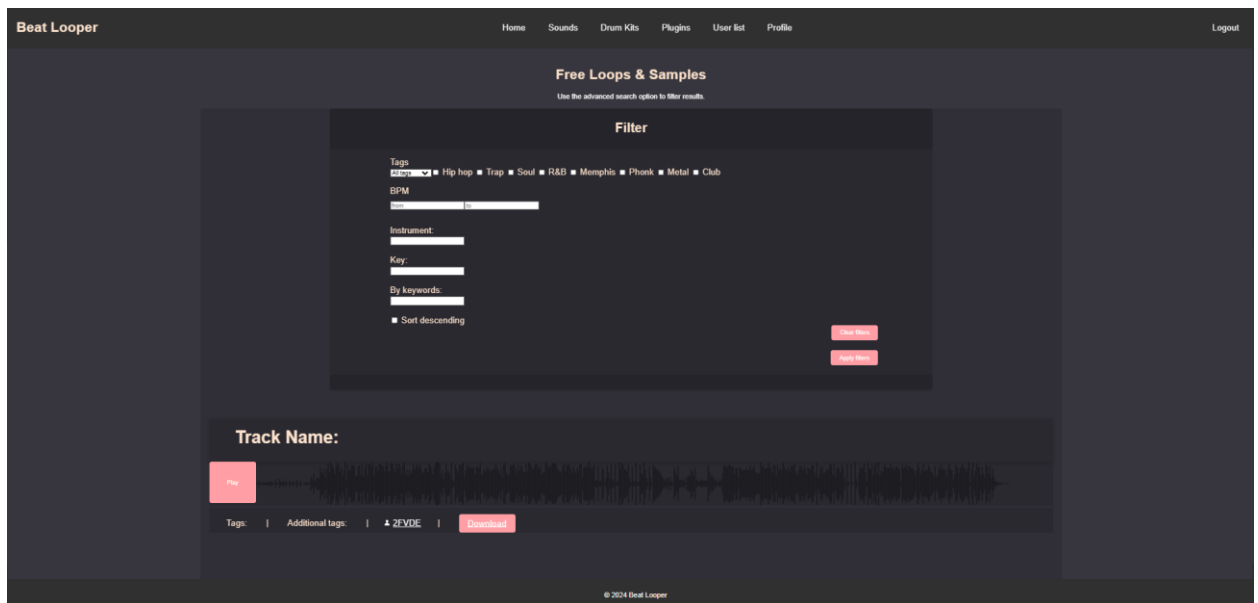 Beat Looper Home Sounds Drum Kits Plugins User list Profile Logout
Free Loops & Samples
Use the advanced search option to filter results.
Filter
Tags
All tags Hip hop Trap Soul R&B Memphis Phonk Metal Club
BPM
from to
Instrument:
Key:
By keywords:
Sort descending
Clear filters
Apply filters
Track Name:
Play
Tags: | Additional tags: | 2FVDE | Download
© 2024 Beat Looper